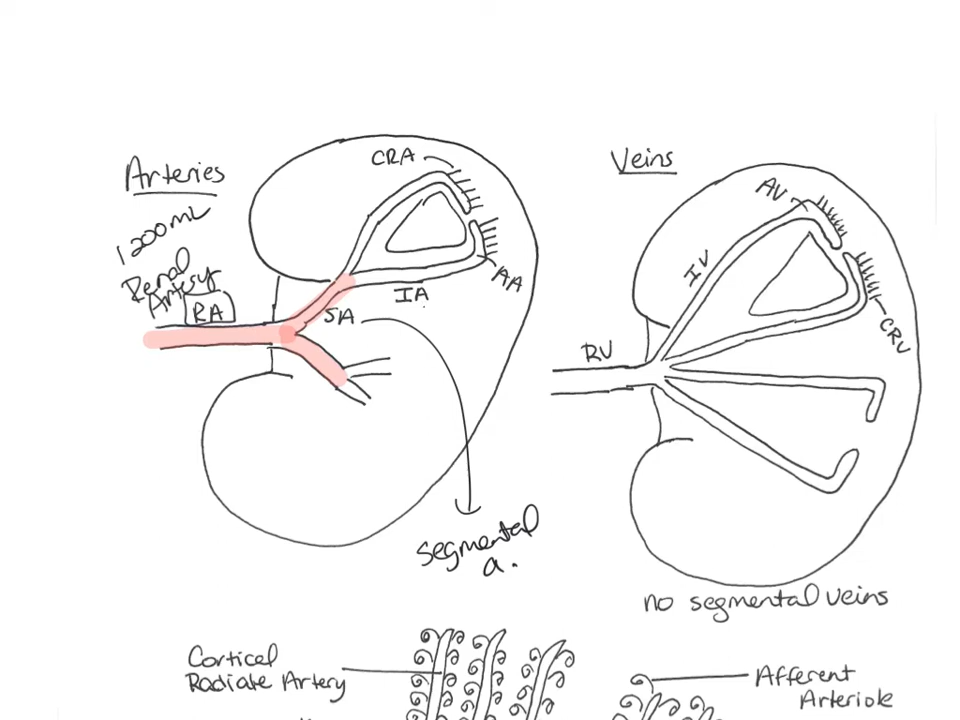 Arteries
1200mL
Renal
Artery
RA
CRA
AA
IA
SA
segmental
a.
Veins
AV
IV
CRV
RV
no segmental veins
Cortical
Radiate Artery
Afferent
Arteriole